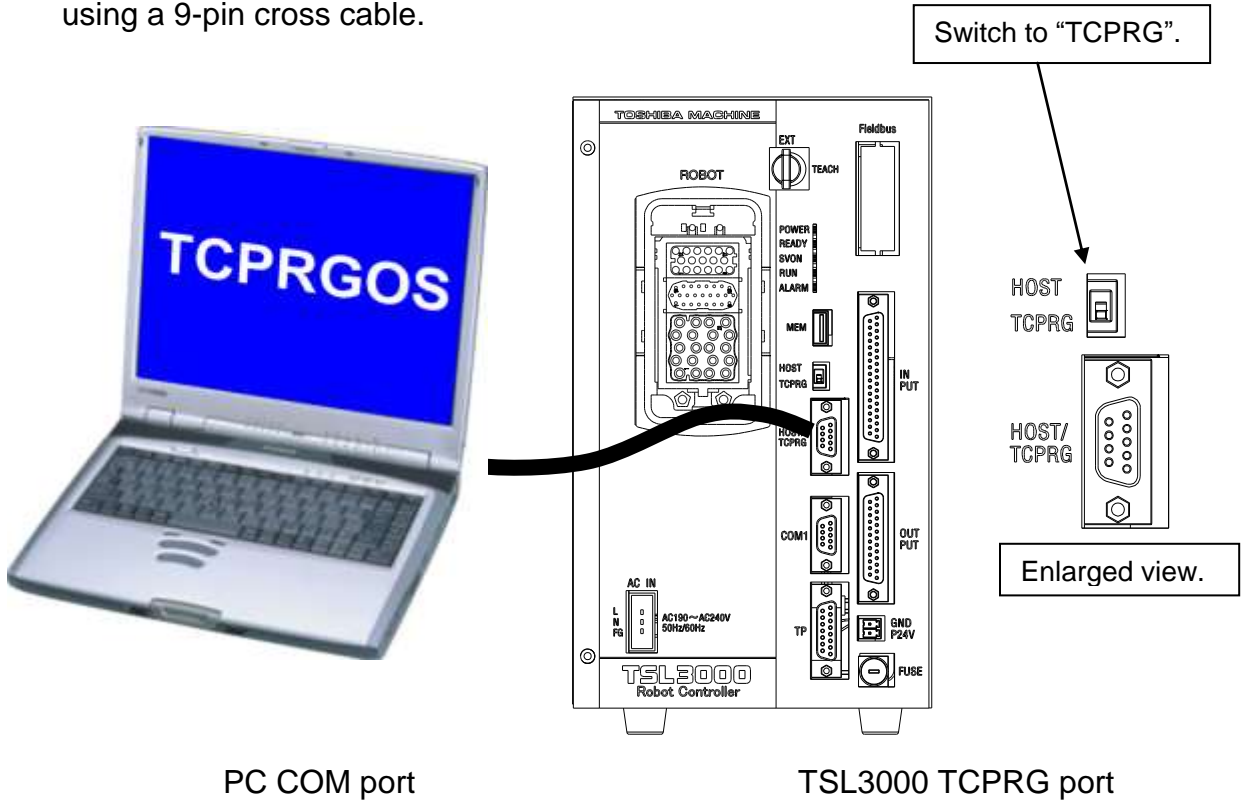 using a 9-pin cross cable.
Switch to “TCPRG”.
TCPRGOS
TOSHIBA MACHINE
ROBOT
EXT
TEACH
Fieldbus
POWER
READY
SVON
RUN
ALARM
MEM
HOST
TCPRG
HOST/
TCPRG
IN
PUT
COM1
OUT
PUT
TP
GND
P24V
FUSE
AC IN
L
N
FG
AC190～AC240V
50Hz/60Hz
TSL3000
Robot Controller
HOST
TCPRG
HOST/
TCPRG
Enlarged view.
PC COM port
TSL3000 TCPRG port